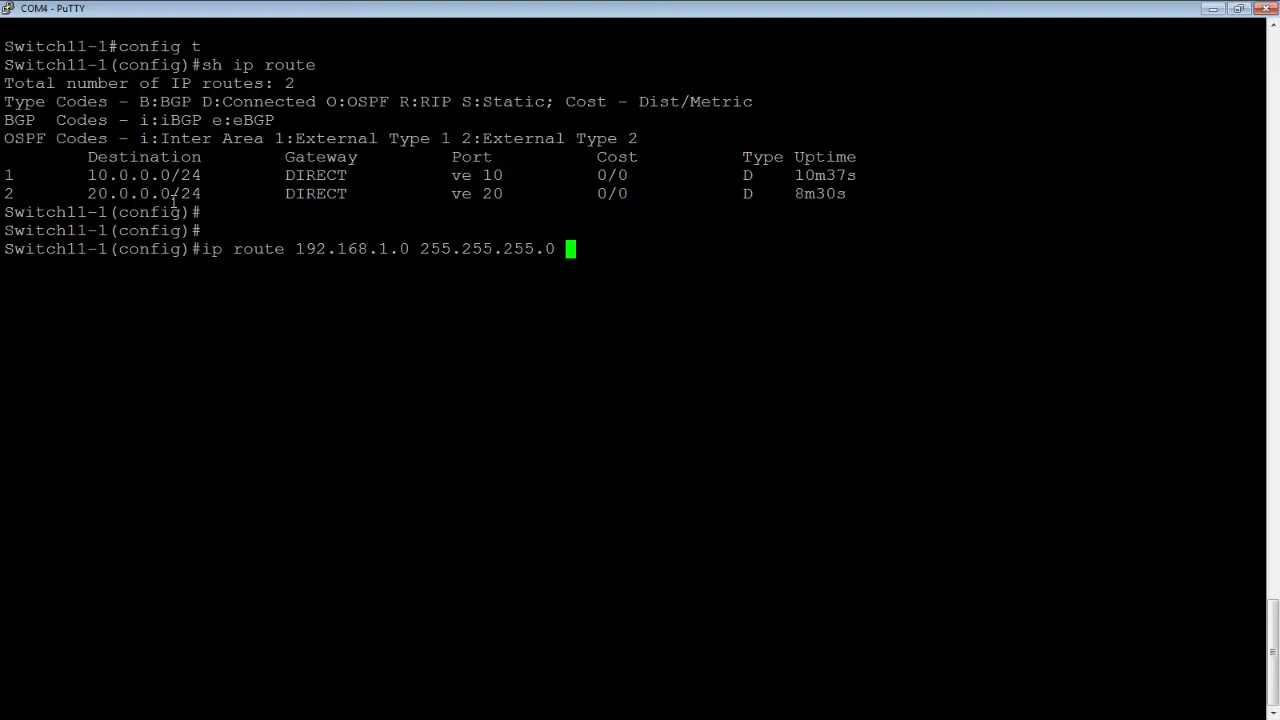 COM4 - PuTTY
Switch11-1#config t
Switch11-1(config)#sh ip route
Total number of IP routes: 2
Type Codes - B:BGP D:Connected O:OSPF R:RIP S:Static; Cost - Dist/Metric
BGP  Codes - i:iBGP e:eBGP
OSPF Codes - i:Inter Area 1:External Type 1 2:External Type 2
        Destination        Gateway         Port          Cost          Type Uptime
1       10.0.0.0/24        DIRECT          ve 10         0/0           D    10m37s
2       20.0.0.0/24        DIRECT          ve 20         0/0           D    8m30s
Switch11-1(config)#
Switch11-1(config)#
Switch11-1(config)#ip route 192.168.1.0 255.255.255.0